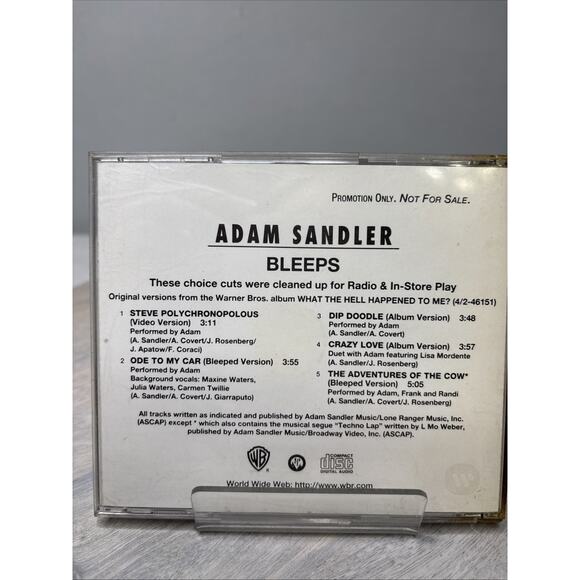 PROMOTION ONLY. NOT FOR SALE.
ADAM SANDLER
BLEEPS
These choice cuts were cleaned up for Radio & In-Store Play
Original versions from the Warner Bros. album WHAT THE HELL HAPPENED TO ME? (4/2-46151)
1 STEVE POLYCHRONOPOLOUS
(Video Version) 3:11
Performed by Adam
(A. Sandler/A. Covert/J. Rosenberg/
J. Apatow/F. Coraci)
2 ODE TO MY CAR (Bleeped Version) 3:55
Performed by Adam
Background vocals: Maxine Waters,
Julia Waters, Carmen Twillie
(A. Sandler/A. Covert/J. Giarraputo)
3 DIP DOODLE (Album Version) 3:48
Performed by Adam
(A. Sandler/A. Covert)
4 CRAZY LOVE (Album Version) 3:57
Duet with Adam featuring Lisa Mordente
(A. Sandler/J. Rosenberg)
5 THE ADVENTURES OF THE COW*
(Bleeped Version) 5:05
Performed by Adam, Frank and Randi
(A. Sandler/A. Covert/J. Rosenberg)
All tracks written as indicated and published by Adam Sandler Music/Lone Ranger Music, Inc.
(ASCAP) except * which also contains the musical segue "Techno Lap" written by L Mo Weber,
published by Adam Sandler Music/Broadway Video, Inc. (ASCAP).
WB
COMPACT
disc
DIGITAL AUDIO
World Wide Web: http://www.wbr.com